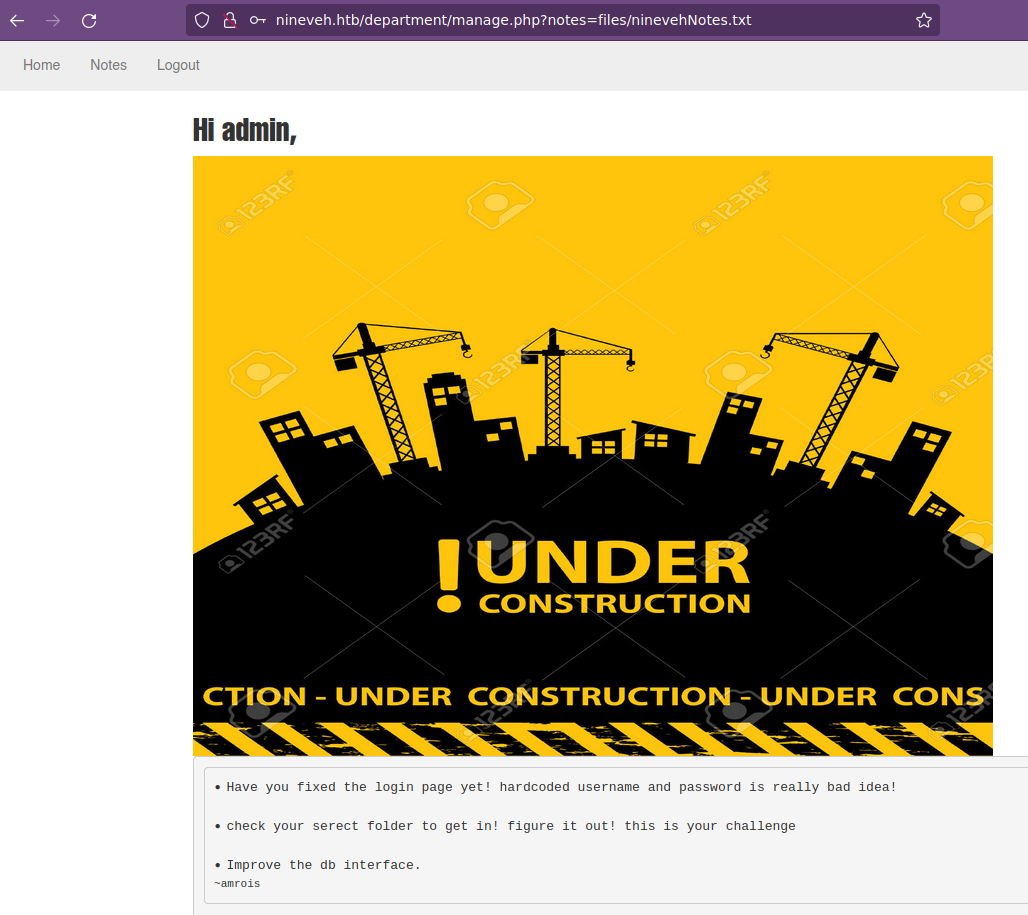 nineveh.htb/department/manage.php?notes=files/ninevehNotes.txt
Home Notes Logout
Hi admin,
123RF 123RF
123RF 123RF
! UNDER
CONSTRUCTION
123RF 123RF
CTION - UNDER CONSTRUCTION - UNDER CONS
123RF 123RF
• Have you fixed the login page yet! hardcoded username and password is really bad idea!
• check your serect folder to get in! figure it out! this is your challenge
• Improve the db interface.
~amrois